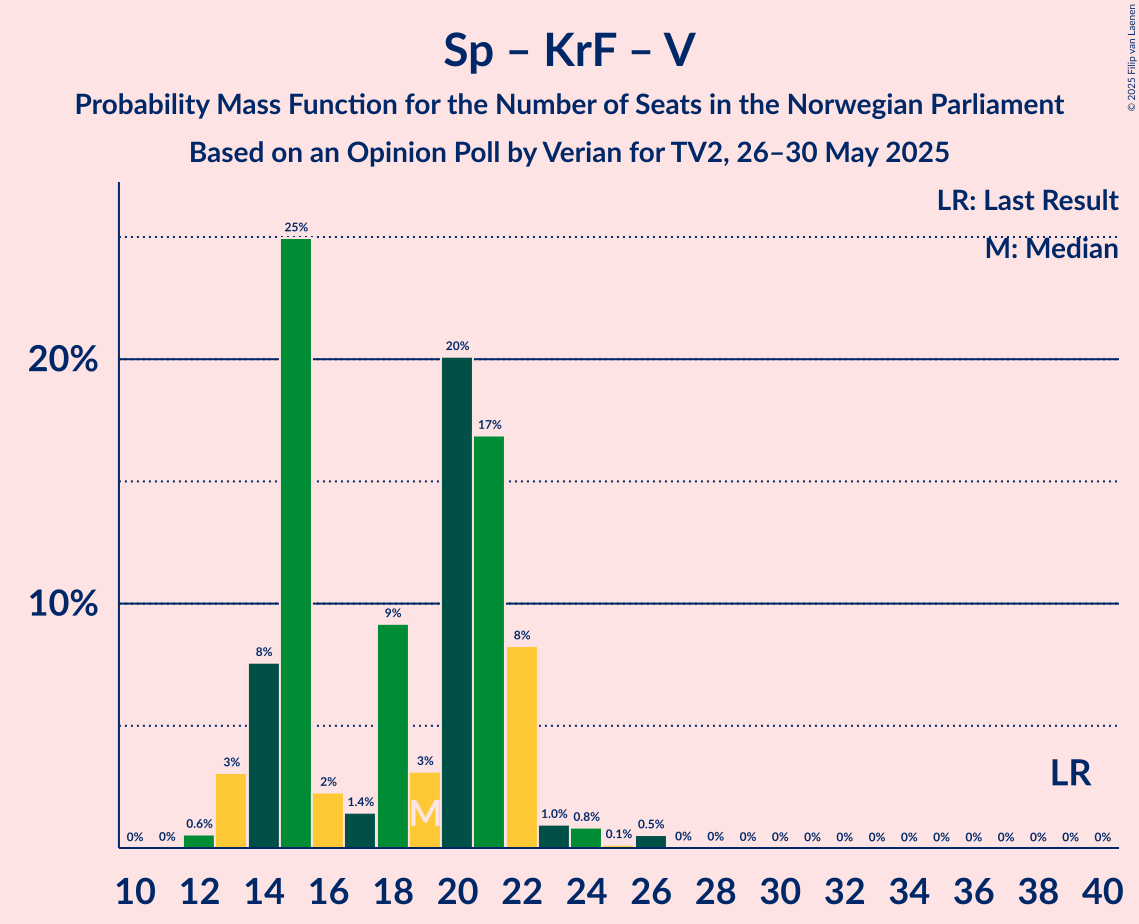 © 2025 Filip van Laenen
Sp – KrF – V
Probability Mass Function for the Number of Seats in the Norwegian Parliament
Based on an Opinion Poll by Verian for TV2, 26–30 May 2025
LR: Last Result
M: Median
25%
20%
20%
17%
10%
9%
8%
8%
3%
3%
2%
1.4%
1.0%
0.8%
0.6%
0.5%
0.1%
LR
M
0% 0% 0% 0% 0% 0% 0% 0% 0% 0% 0% 0% 0% 0% 0% 0%
10 12 14 16 18 20 22 24 26 28 30 32 34 36 38 40